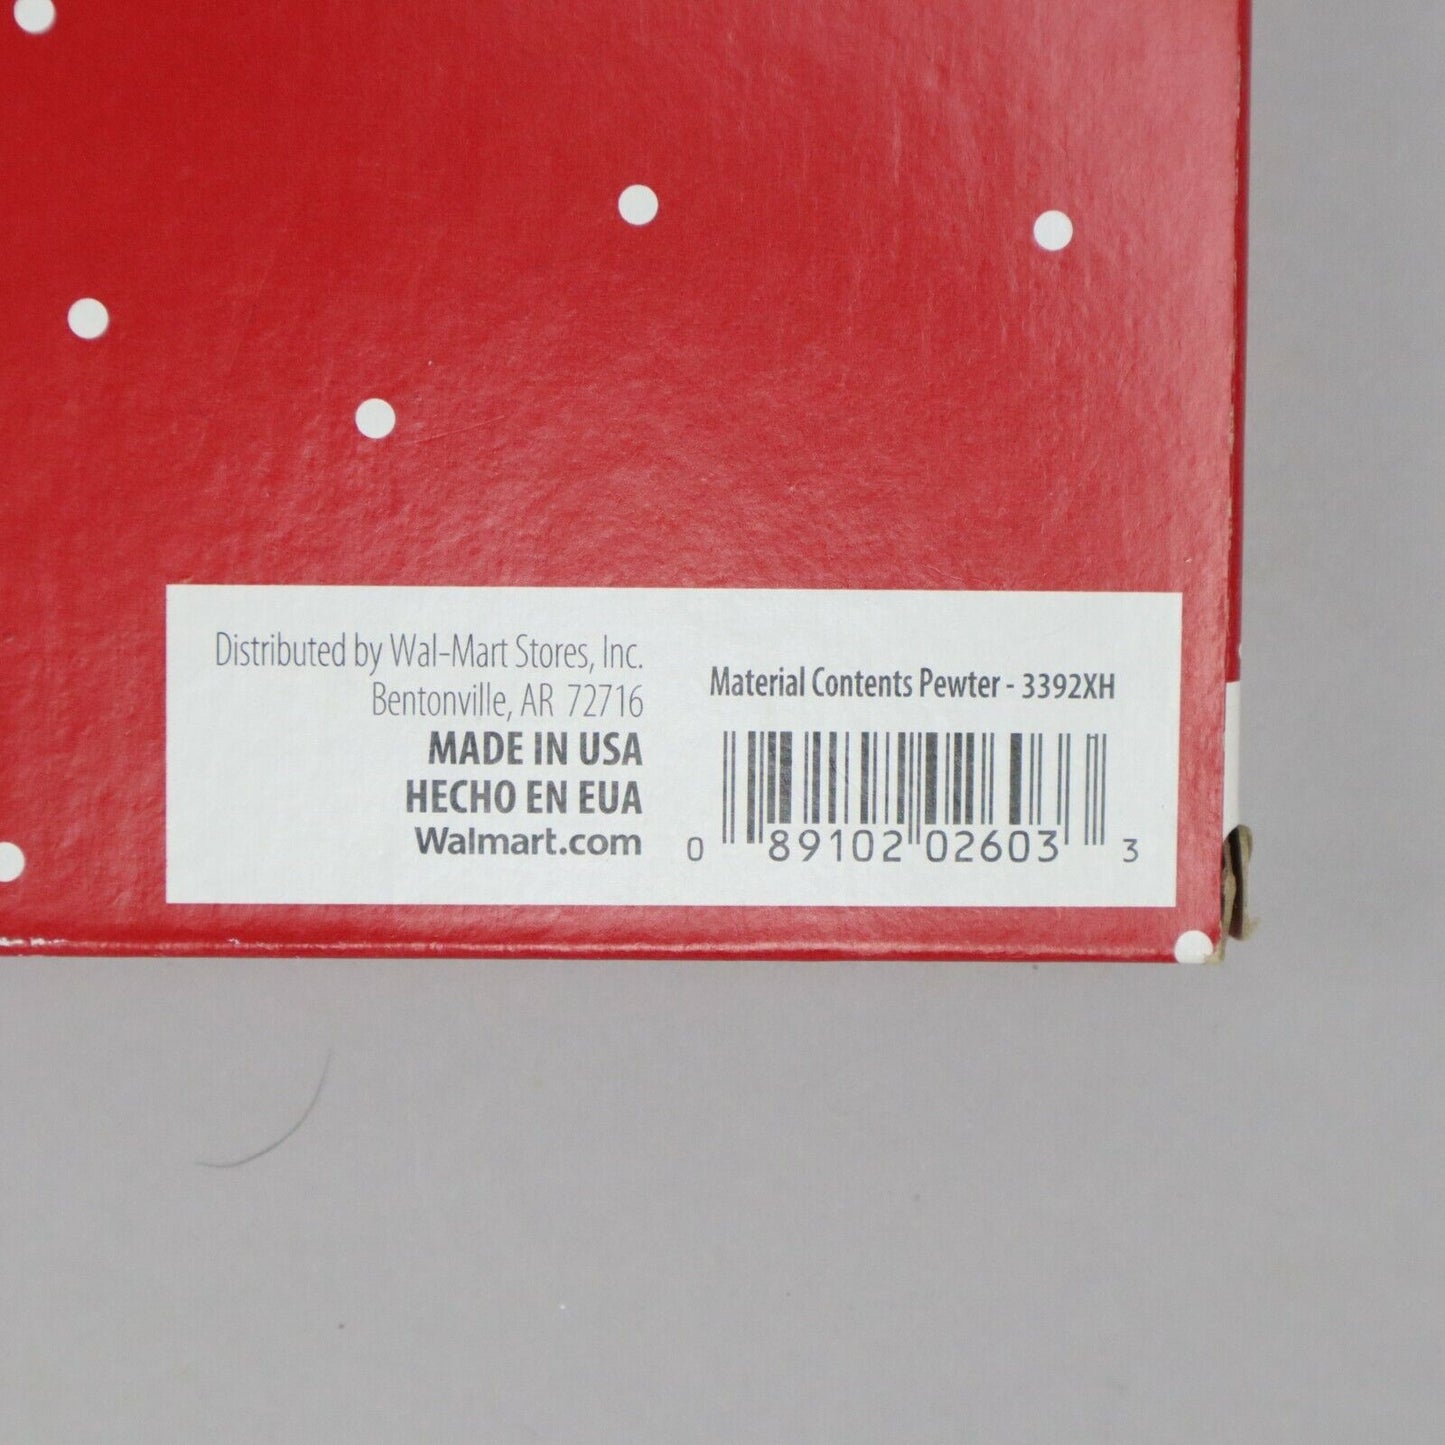 Distributed by Wal-Mart Stores, Inc.
Bentonville, AR 72716
MADE IN USA
HECHO EN EUA
Walmart.com
Material Contents Pewter - 3392XH
0 89102 02603 3